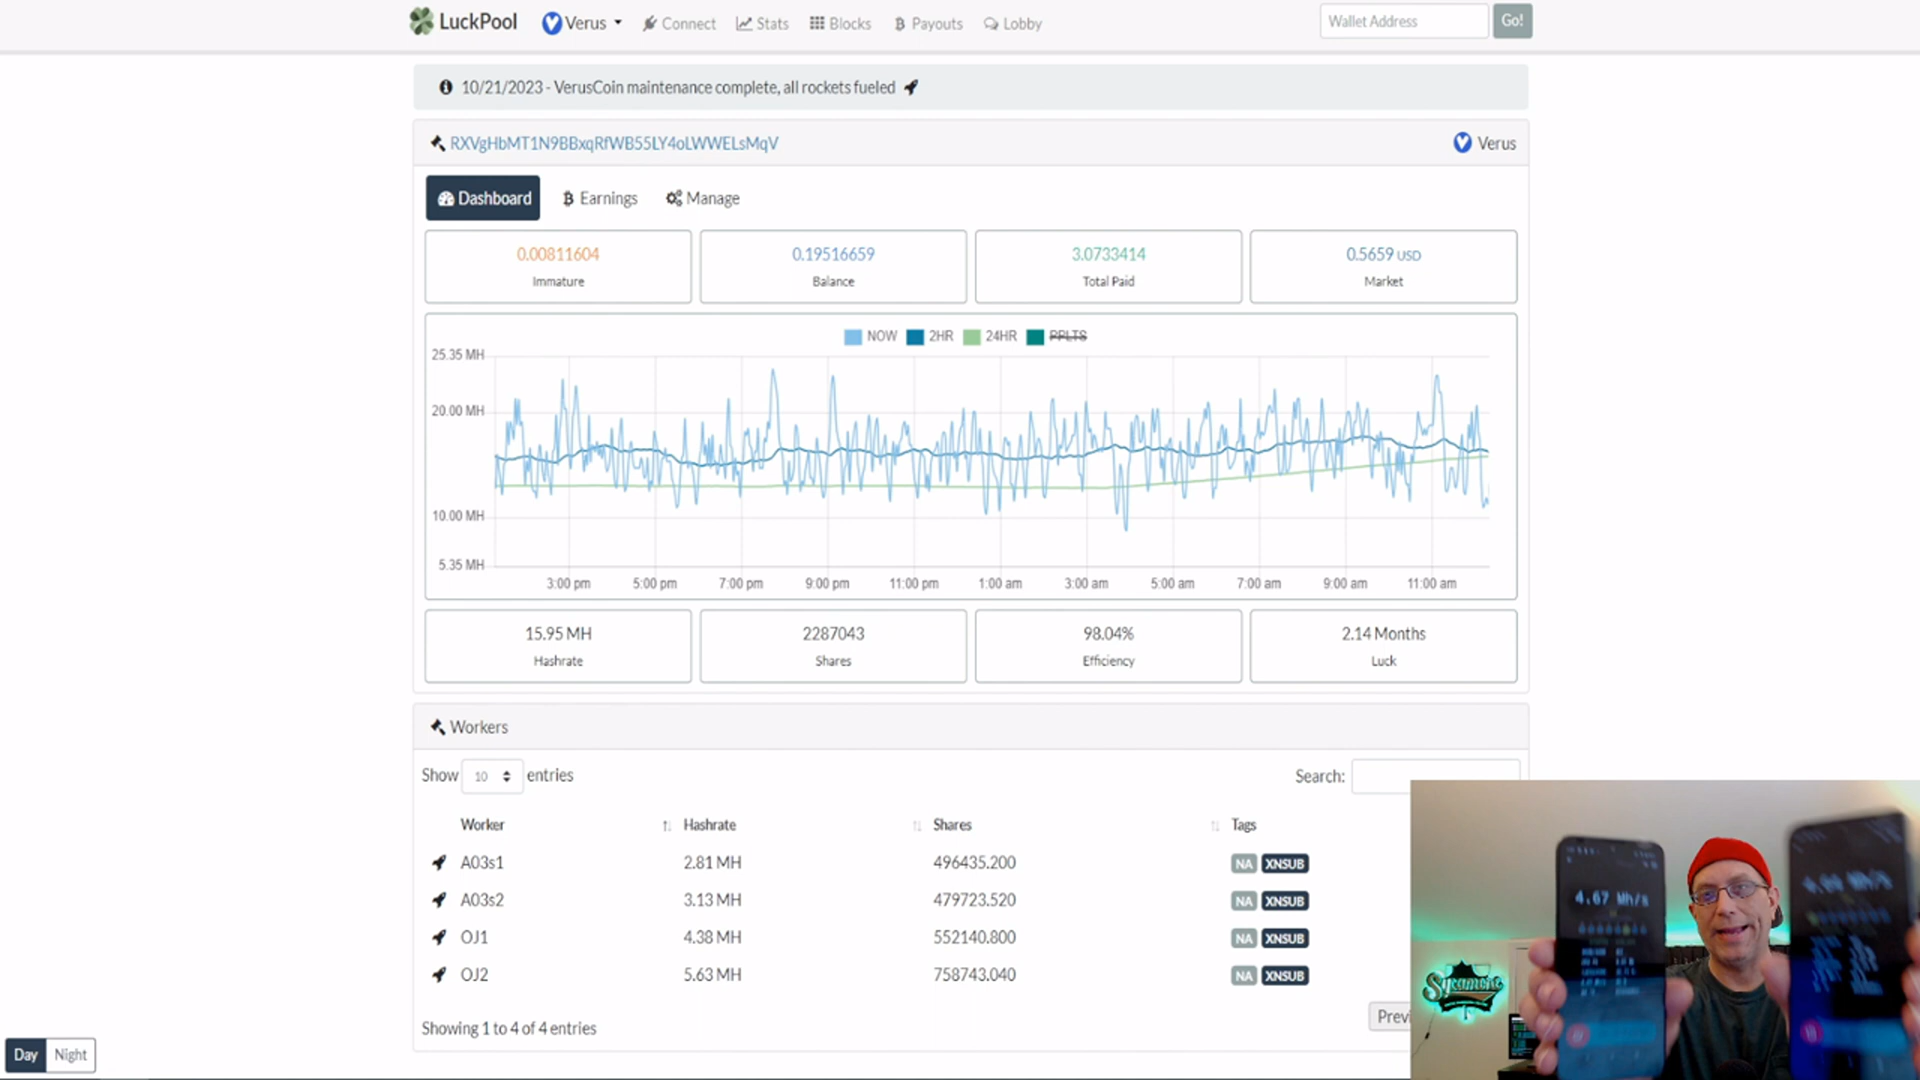 LuckPool Verus Connect Stats Blocks Payouts Lobby Wallet Address Go!
10/21/2023 - VerusCoin maintenance complete, all rockets fueled
RXVgHbMT1N9BBxqRfWB55LY4oLWWELsMqV Verus
Dashboard Earnings Manage
0.00811604 0.19516659 3.0733414 0.5659 USD
Immature Balance Total Paid Market
NOW 2HR 24HR PPLTS
25.35 MH
20.00 MH
10.00 MH
5.35 MH
3:00 pm 5:00 pm 7:00 pm 9:00 pm 11:00 pm 1:00 am 3:00 am 5:00 am 7:00 am 9:00 am 11:00 am
15.95 MH 2287043 98.04% 2.14 Months
Hashrate Shares Efficiency Luck
Workers
Show 10 entries Search:
Worker Hashrate Shares Tags
A03s1 2.81 MH 496435.200 NA XNSUB
A03s2 3.13 MH 479723.520 NA XNSUB
OJ1 4.38 MH 552140.800 NA XNSUB
OJ2 5.63 MH 758743.040 NA XNSUB
Showing 1 to 4 of 4 entries Previ
Day Night
4.67 Mh/s
Sycamore